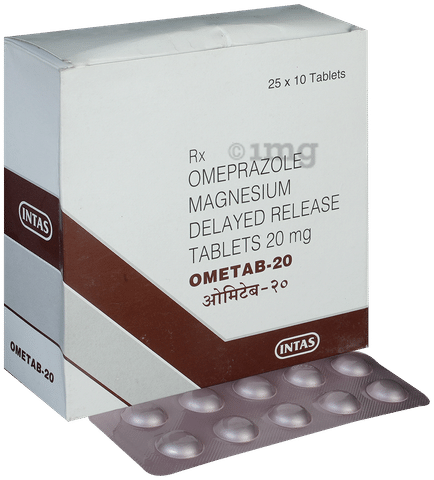 25 x 10 Tablets
Rx
©1mg
OMEPRAZOLE
MAGNESIUM
DELAYED RELEASE
TABLETS 20 mg
OMETAB-20
ओमिटेब-२०
INTAS
INTAS
OMETAB-20